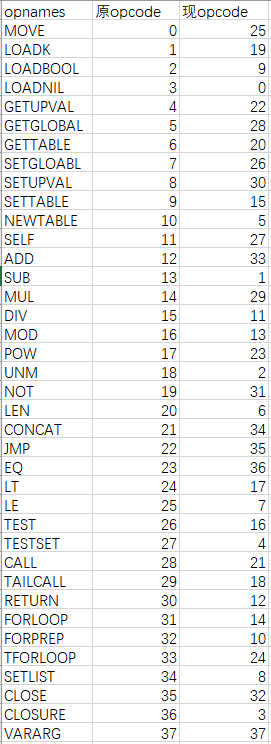 opnames 原opcode 现opcode
MOVE 0 25
LOADK 1 19
LOADBOOL 2 9
LOADNIL 3 0
GETUPVAL 4 22
GETGLOBAL 5 28
GETTABLE 6 20
SETGLOABL 7 26
SETUPVAL 8 30
SETTABLE 9 15
NEWTABLE 10 5
SELF 11 27
ADD 12 33
SUB 13 1
MUL 14 29
DIV 15 11
MOD 16 13
POW 17 23
UNM 18 2
NOT 19 31
LEN 20 6
CONCAT 21 34
JMP 22 35
EQ 23 36
LT 24 17
LE 25 7
TEST 26 16
TESTSET 27 4
CALL 28 21
TAILCALL 29 18
RETURN 30 12
FORLOOP 31 14
FORPREP 32 10
TFORLOOP 33 24
SETLIST 34 8
CLOSE 35 32
CLOSURE 36 3
VARARG 37 37